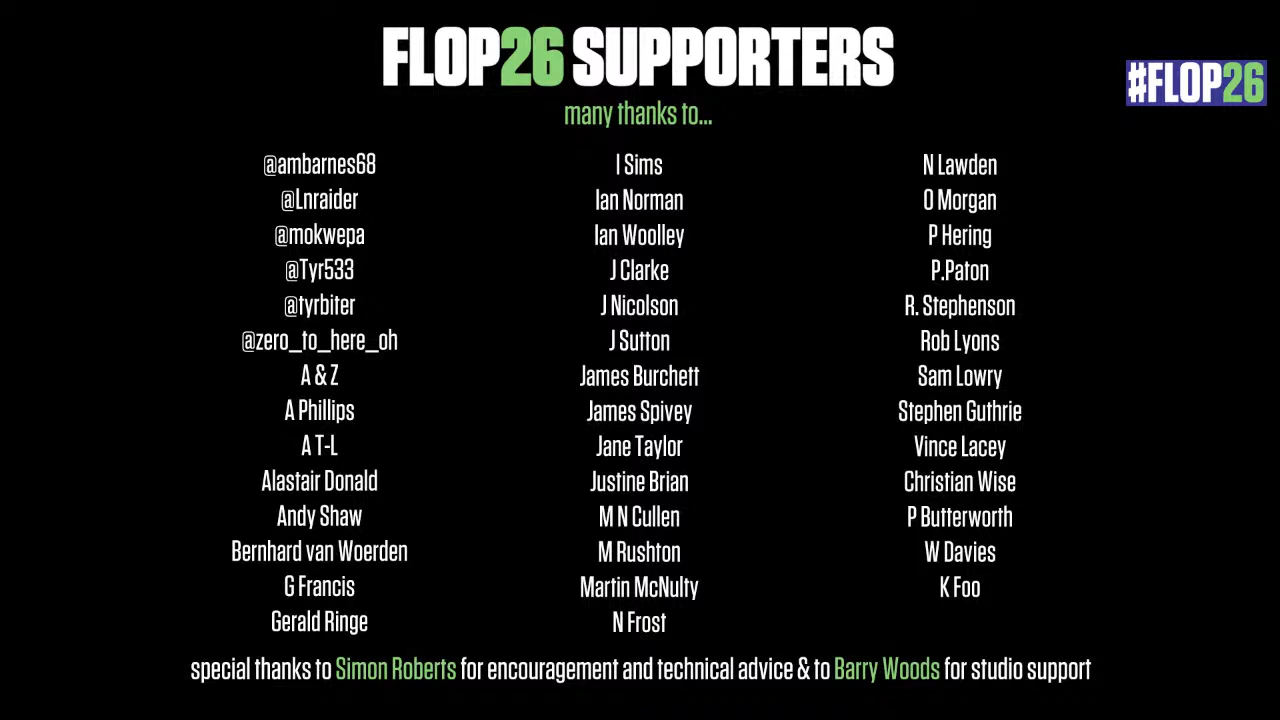 FLOP26 SUPPORTERS
#FLOP26
many thanks to...
@ambarnes68
@Lnraider
@mokwepa
@Tyr533
@tyrbiter
@zero_to_here_oh
A & Z
A Phillips
A T-L
Alastair Donald
Andy Shaw
Bernhard van Woerden
G Francis
Gerald Ringe
I Sims
Ian Norman
Ian Woolley
J Clarke
J Nicolson
J Sutton
James Burchett
James Spivey
Jane Taylor
Justine Brian
M N Cullen
M Rushton
Martin McNulty
N Frost
N Lawden
O Morgan
P Hering
P.Paton
R. Stephenson
Rob Lyons
Sam Lowry
Stephen Guthrie
Vince Lacey
Christian Wise
P Butterworth
W Davies
K Foo
special thanks to Simon Roberts for encouragement and technical advice & to Barry Woods for studio support